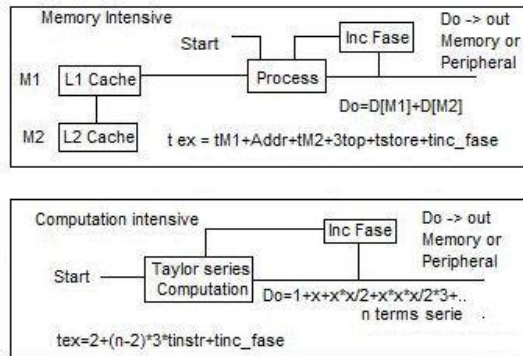 Memory Intensive
Start
Inc Fase
Do -> out
Memory or
Peripheral
M1
L1 Cache
Process
Do=D[M1]+D[M2]
M2
L2 Cache
t ex = tM1+Addr+tM2+3top+tstore+tinc_fase
Computation intensive
Inc Fase
Do -> out
Memory or
Peripheral
Start
Taylor series
Computation
Do=1+x+x*x/2+x*x*x/2*3+..
n terms serie .
tex=2+(n-2)*3*tinstr+tinc_fase